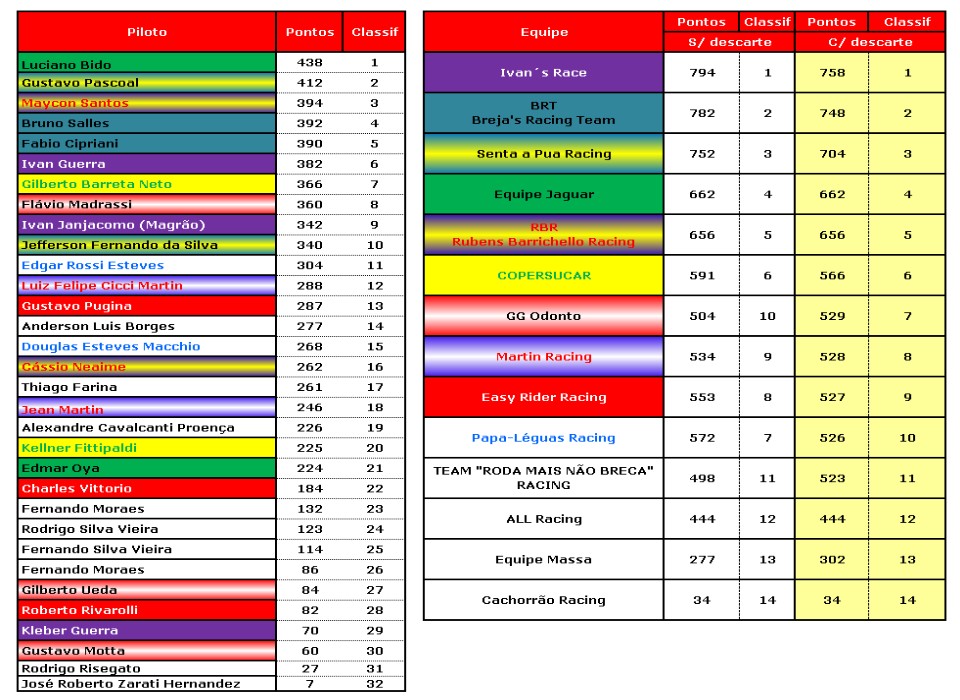 Piloto Pontos Classif
Luciano Bido 438 1
Gustavo Pascoal 412 2
Maycon Santos 394 3
Bruno Salles 392 4
Fabio Cipriani 390 5
Ivan Guerra 382 6
Gilberto Barreta Neto 366 7
Flávio Madrassi 360 8
Ivan Janjacomo (Magrão) 342 9
Jefferson Fernando da Silva 340 10
Edgar Rossi Esteves 304 11
Luiz Felipe Cicci Martin 288 12
Gustavo Pugina 287 13
Anderson Luis Borges 277 14
Douglas Esteves Macchio 268 15
Cássio Neaime 262 16
Thiago Farina 261 17
Jean Martin 246 18
Alexandre Cavalcanti Proença 226 19
Kellner Fittipaldi 225 20
Edmar Oya 224 21
Charles Vittorio 184 22
Fernando Moraes 132 23
Rodrigo Silva Vieira 123 24
Fernando Silva Vieira 114 25
Fernando Moraes 86 26
Gilberto Ueda 84 27
Roberto Rivarolli 82 28
Kleber Guerra 70 29
Gustavo Motta 60 30
Rodrigo Risegato 27 31
José Roberto Zarati Hernandez 7 32
Equipe Pontos Classif Pontos Classif
S/ descarte C/ descarte
Ivan´s Race 794 1 758 1
BRT
Breja's Racing Team 782 2 748 2
Senta a Pua Racing 752 3 704 3
Equipe Jaguar 662 4 662 4
RBR
Rubens Barrichello Racing 656 5 656 5
COPERSUCAR 591 6 566 6
GG Odonto 504 10 529 7
Martin Racing 534 9 528 8
Easy Rider Racing 553 8 527 9
Papa-Léguas Racing 572 7 526 10
TEAM "RODA MAIS NÃO BRECA"
RACING 498 11 523 11
ALL Racing 444 12 444 12
Equipe Massa 277 13 302 13
Cachorrão Racing 34 14 34 14